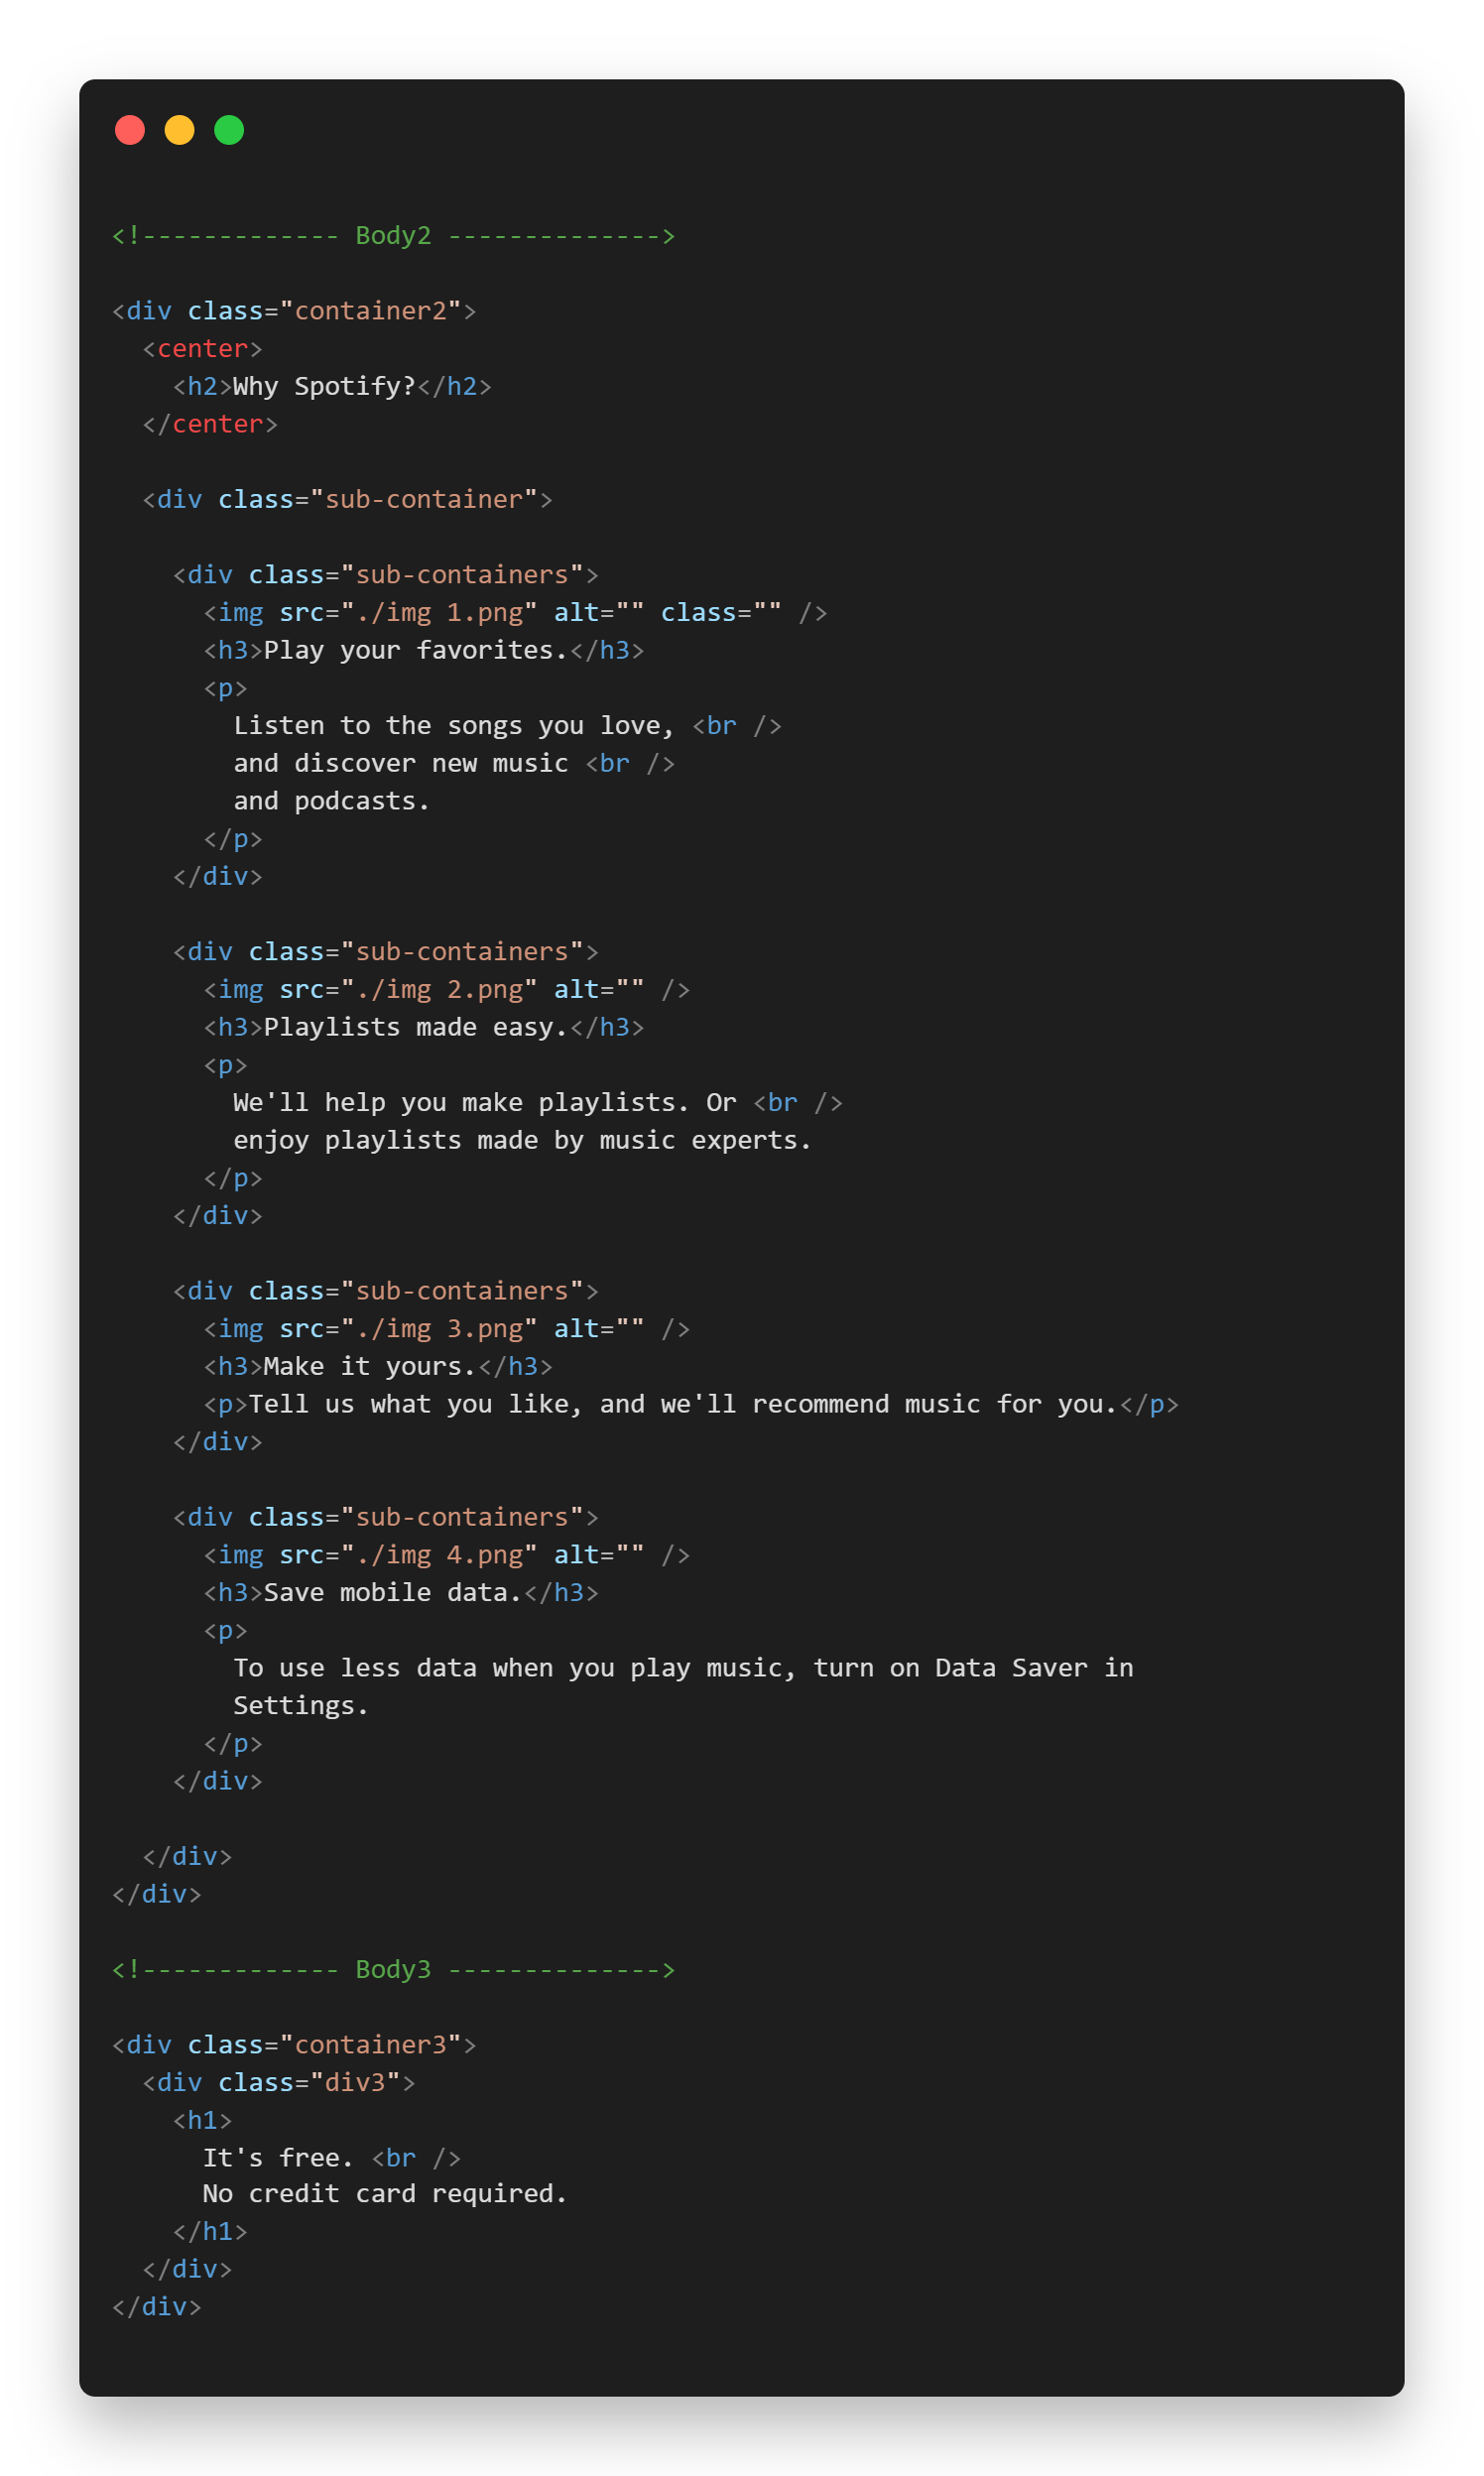 <!------------- Body2 -------------->
<div class="container2">
<center>
<h2>Why Spotify?</h2>
</center>
<div class="sub-container">
<div class="sub-containers">
<img src="./img 1.png" alt="" class="" />
<h3>Play your favorites.</h3>
<p>
Listen to the songs you love, <br />
and discover new music <br />
and podcasts.
</p>
</div>
<div class="sub-containers">
<img src="./img 2.png" alt="" />
<h3>Playlists made easy.</h3>
<p>
We'll help you make playlists. Or <br />
enjoy playlists made by music experts.
</p>
</div>
<div class="sub-containers">
<img src="./img 3.png" alt="" />
<h3>Make it yours.</h3>
<p>Tell us what you like, and we'll recommend music for you.</p>
</div>
<div class="sub-containers">
<img src="./img 4.png" alt="" />
<h3>Save mobile data.</h3>
<p>
To use less data when you play music, turn on Data Saver in
Settings.
</p>
</div>
</div>
</div>
<!------------- Body3 -------------->
<div class="container3">
<div class="div3">
<h1>
It's free. <br />
No credit card required.
</h1>
</div>
</div>